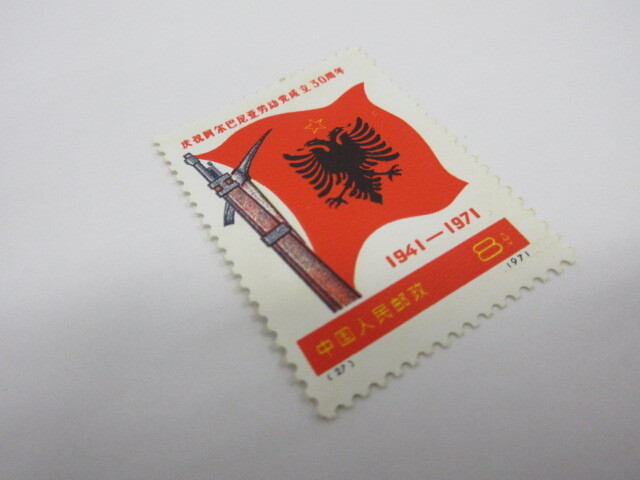 庆祝阿尔巴尼亚劳动党成立30周年
1941—1971
8分
中国人民邮政
(27)
1971